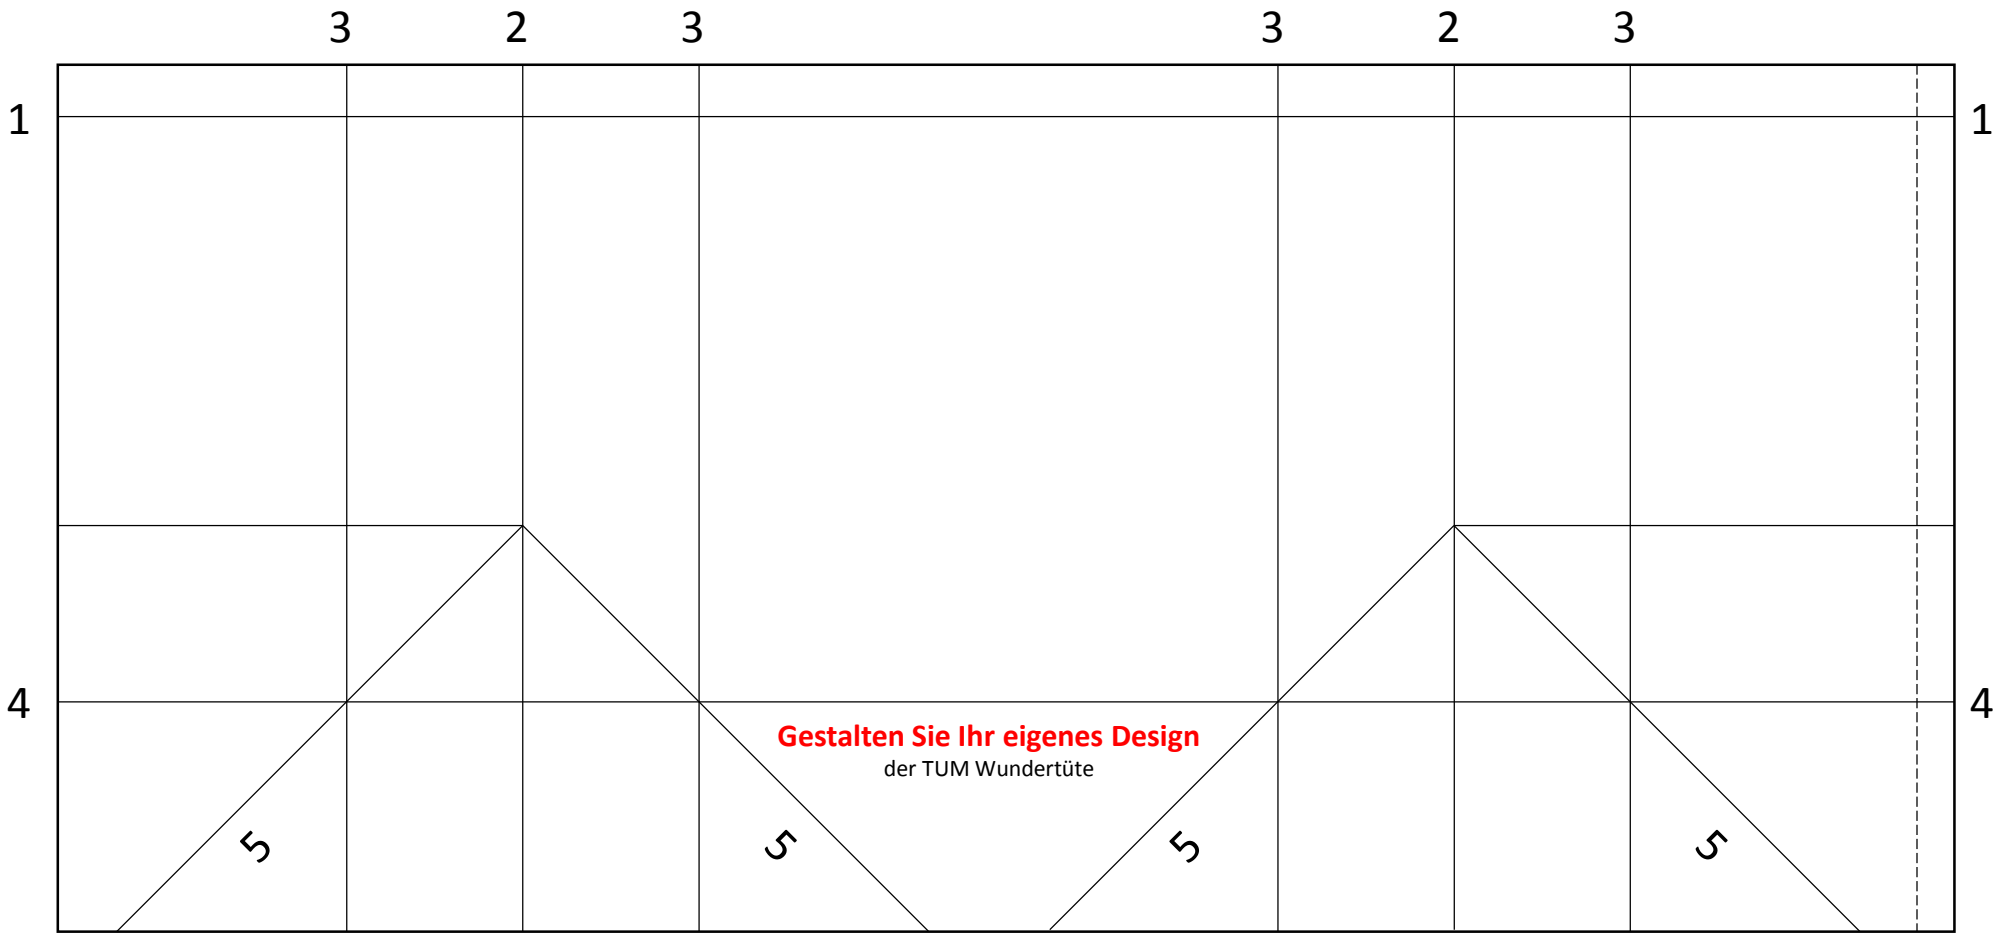 3 2 3 3 2 3
1 1
4 4
Gestalten Sie Ihr eigenes Design
der TUM Wundertüte
5 5 5 5